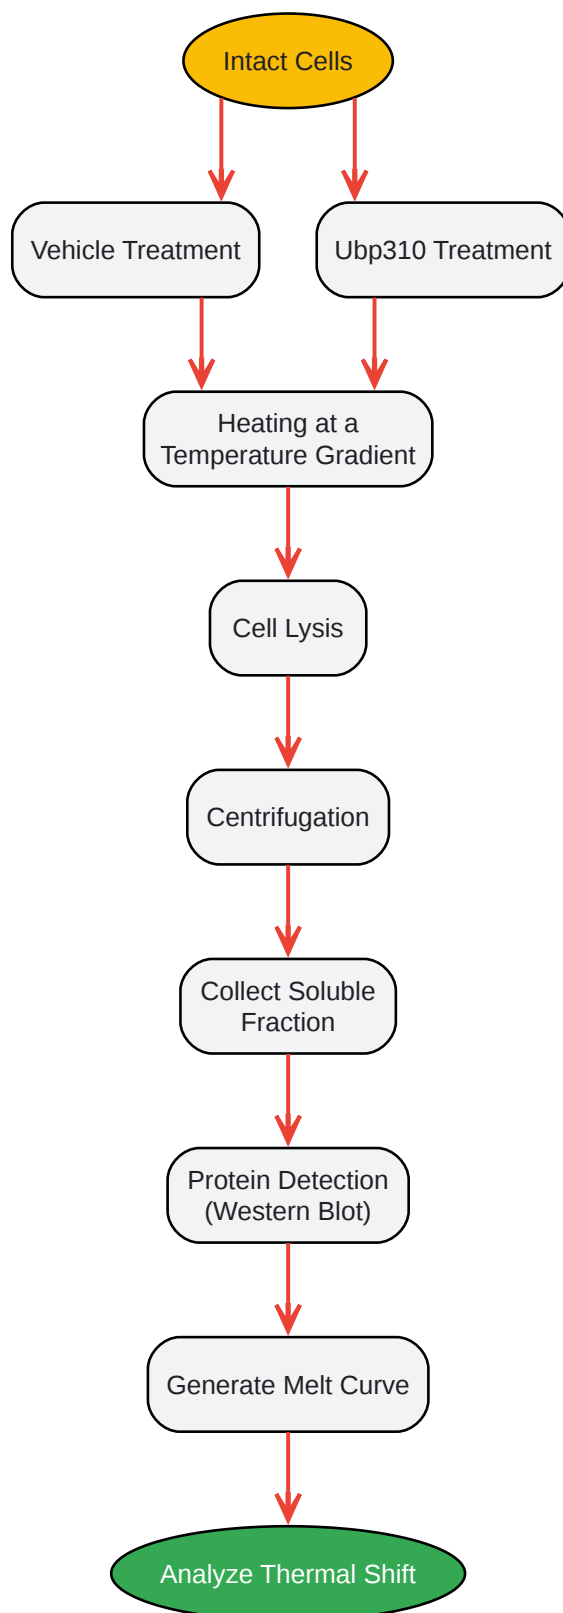 Intact Cells
Vehicle Treatment
Ubp310 Treatment
Heating at a
Temperature Gradient
Cell Lysis
Centrifugation
Collect Soluble
Fraction
Protein Detection
(Western Blot)
Generate Melt Curve
Analyze Thermal Shift